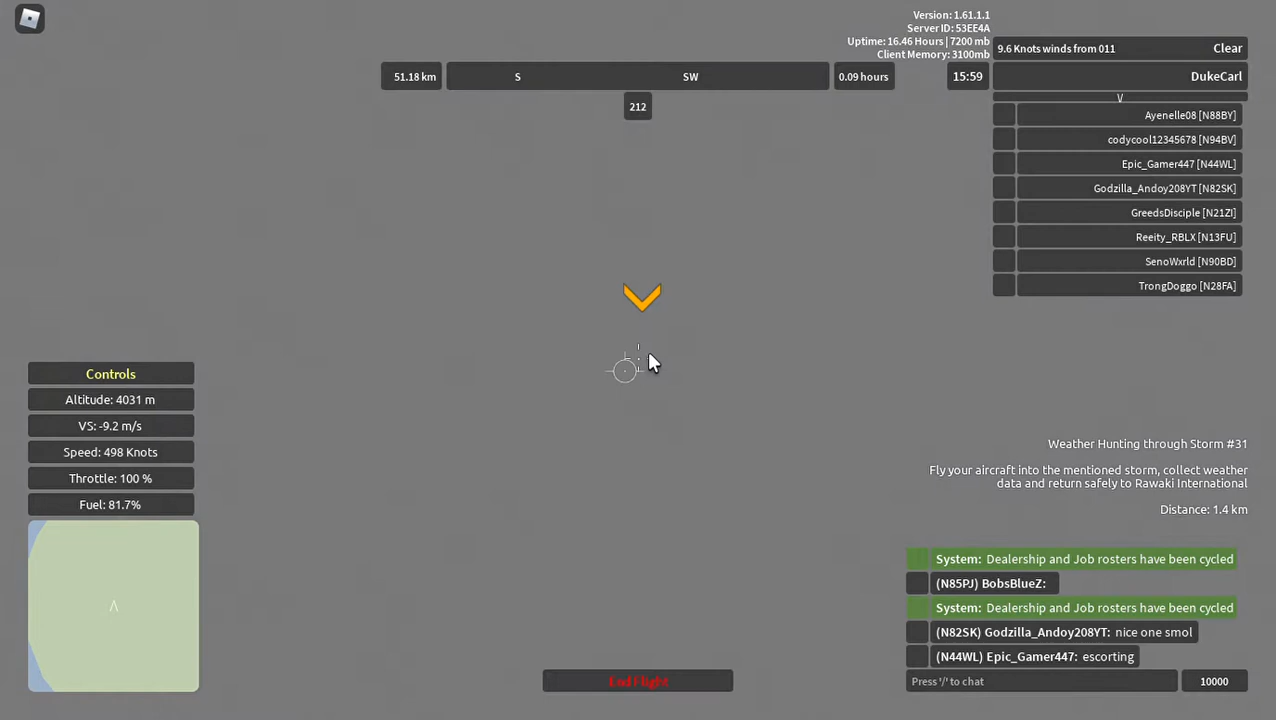 Version: 1.61.1.1
Server ID: 53EE4A
Uptime: 16.46 Hours | 7200 mb
Client Memory: 3100mb
9.6 Knots winds from 011 Clear
51.18 km S SW 0.09 hours 15:59 DukeCarl
V
212
Ayenelle08 [N88BY]
codycool12345678 [N94BV]
Epic_Gamer447 [N44WL]
Godzilla_Andoy208YT [N82SK]
GreedsDisciple [N21ZI]
Reeity_RBLX [N13FU]
SenoWxrld [N90BD]
TrongDoggo [N28FA]
Controls
Altitude: 4031 m
VS: -9.2 m/s
Speed: 498 Knots
Throttle: 100 %
Fuel: 81.7%
Weather Hunting through Storm #31
Fly your aircraft into the mentioned storm, collect weather
data and return safely to Rawaki International
Distance: 1.4 km
System: Dealership and Job rosters have been cycled
(N85PJ) BobsBlueZ:
System: Dealership and Job rosters have been cycled
(N82SK) Godzilla_Andoy208YT: nice one smol
(N44WL) Epic_Gamer447: escorting
End Flight
Press '/' to chat 10000